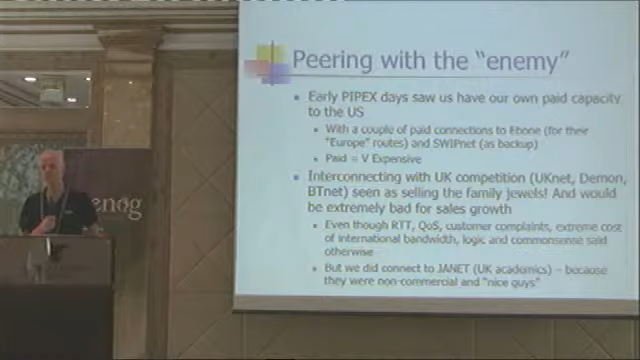 Peering with the "enemy"
Early PIPEX days saw us have our own paid capacity
to the US
With a couple of paid connections to Ebone (for their
"Europe" routes) and SWIPnet (as backup)
Paid = V Expensive
Interconnecting with UK competition (UKnet, Demon,
BTnet) seen as selling the family jewels! And would
be extremely bad for sales growth
Even though RTT, QoS, customer complaints, extreme cost
of international bandwidth, logic and commonsense said
otherwise
But we did connect to JANET (UK academics) – because
they were non-commercial and "nice guys"
enog